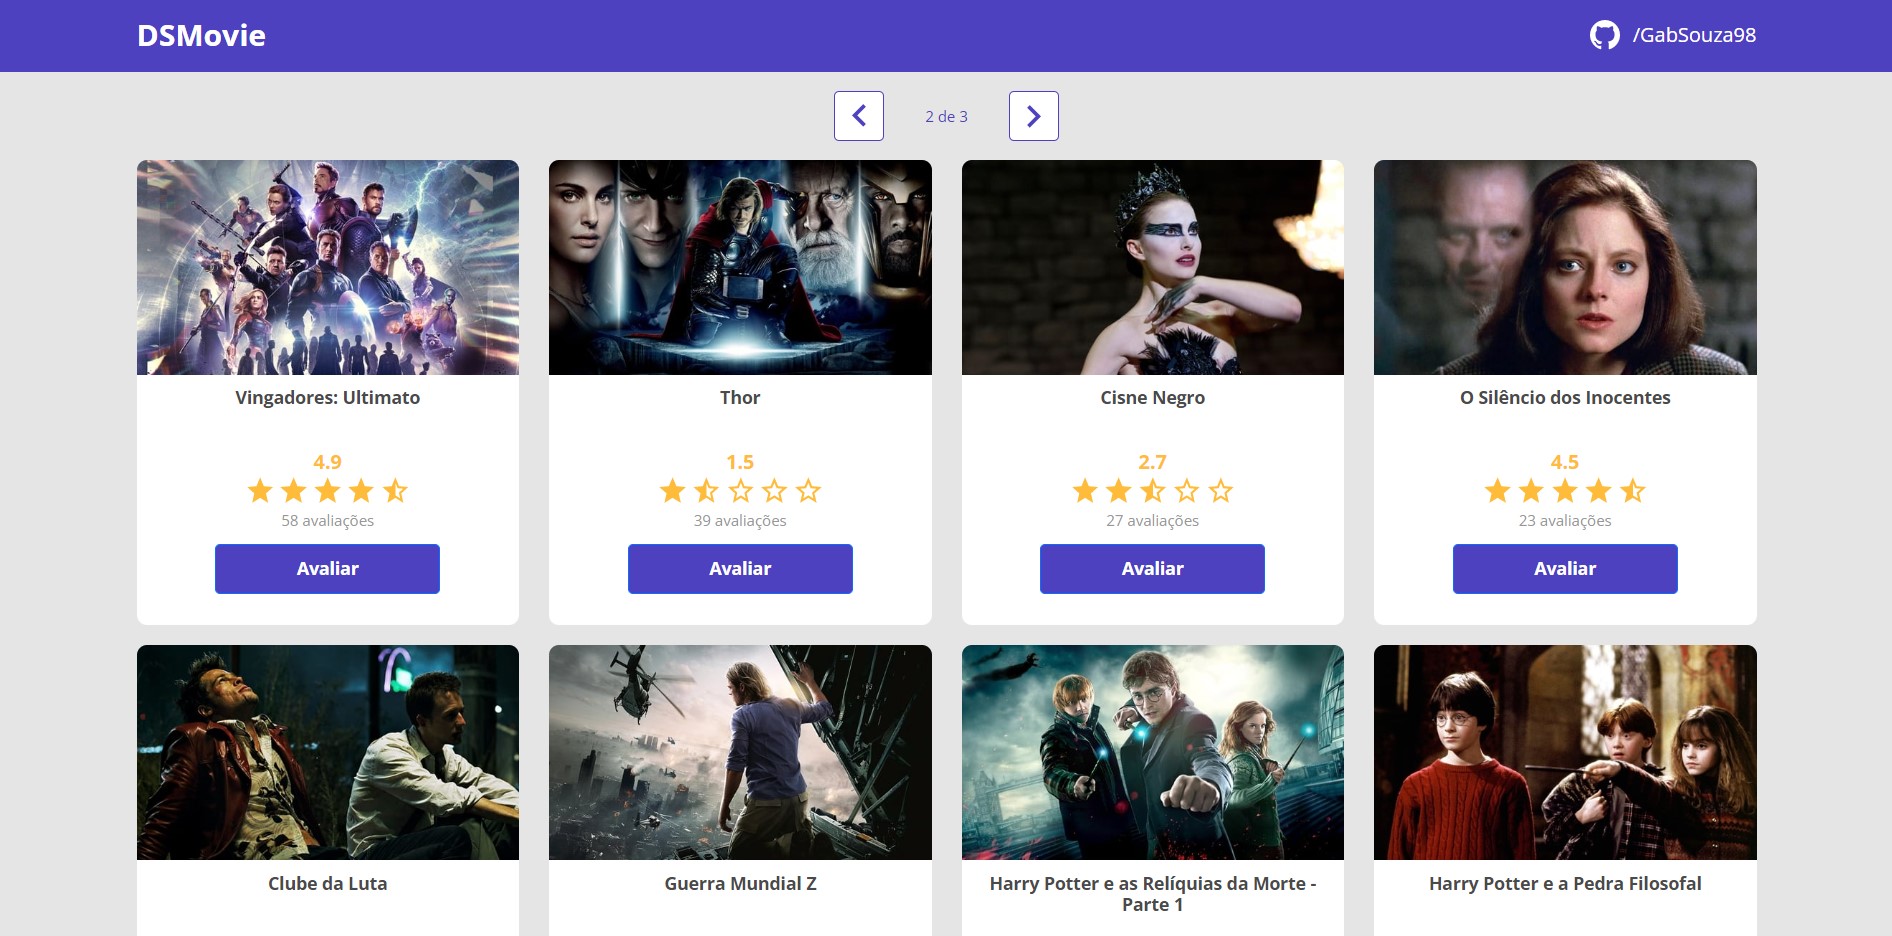 DSMovie
/GabSouza98
2 de 3
Vingadores: Ultimato
4.9
58 avaliações
Avaliar
Thor
1.5
39 avaliações
Avaliar
Cisne Negro
2.7
27 avaliações
Avaliar
O Silêncio dos Inocentes
4.5
23 avaliações
Avaliar
Clube da Luta
Guerra Mundial Z
Harry Potter e as Relíquias da Morte -
Parte 1
Harry Potter e a Pedra Filosofal